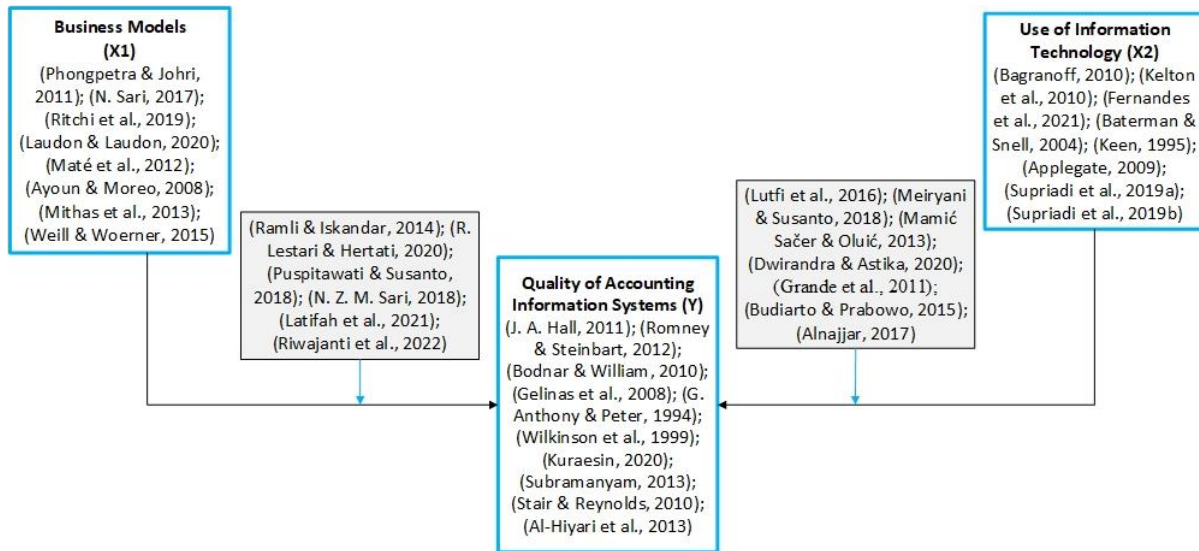 Business Models
(X1)
(Phongpetra & Johri,
2011); (N. Sari, 2017);
(Ritchi et al., 2019);
(Laudon & Laudon, 2020);
(Maté et al., 2012);
(Ayoun & Moreo, 2008);
(Mithas et al., 2013);
(Weill & Woerner, 2015)
(Ramli & Iskandar, 2014); (R.
Lestari & Hertati, 2020);
(Puspitawati & Susanto,
2018); (N. Z. M. Sari, 2018);
(Latifah et al., 2021);
(Riwajanti et al., 2022)
Quality of Accounting
Information Systems (Y)
(J. A. Hall, 2011); (Romney
& Steinbart, 2012);
(Bodnar & William, 2010);
(Gelinas et al., 2008); (G.
Anthony & Peter, 1994);
(Wilkinson et al., 1999);
(Kuraesin, 2020);
(Subramanyam, 2013);
(Stair & Reynolds, 2010);
(Al-Hiyari et al., 2013)
(Lutfi et al., 2016); (Meiryani
& Susanto, 2018); (Mamić
Sačer & Oluić, 2013);
(Dwirandra & Astika, 2020);
(Grande et al., 2011);
(Budiarto & Prabowo, 2015);
(Alnajjar, 2017)
Use of Information
Technology (X2)
(Bagranoff, 2010); (Kelton
et al., 2010); (Fernandes
et al., 2021); (Baterman &
Snell, 2004); (Keen, 1995);
(Applegate, 2009);
(Supriadi et al., 2019a);
(Supriadi et al., 2019b)